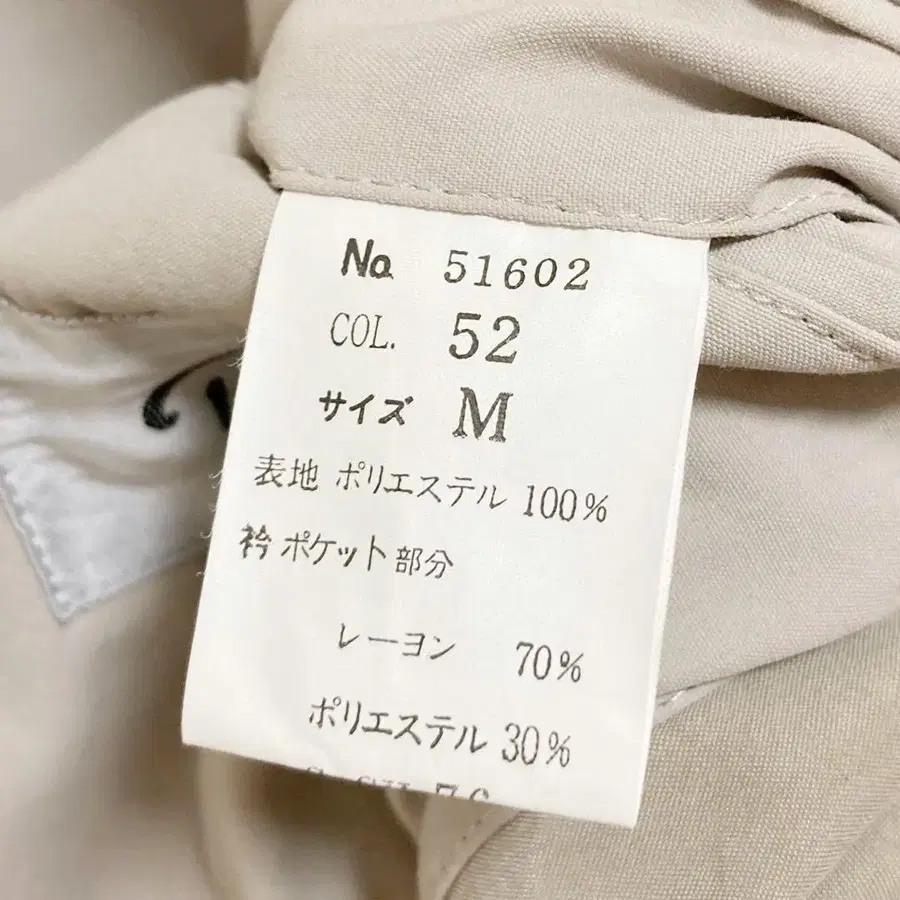 No 51602
COL. 52
サイズ M
表地 ポリエステル 100%
衿 ポケット部分
レーヨン 70%
ポリエステル 30%